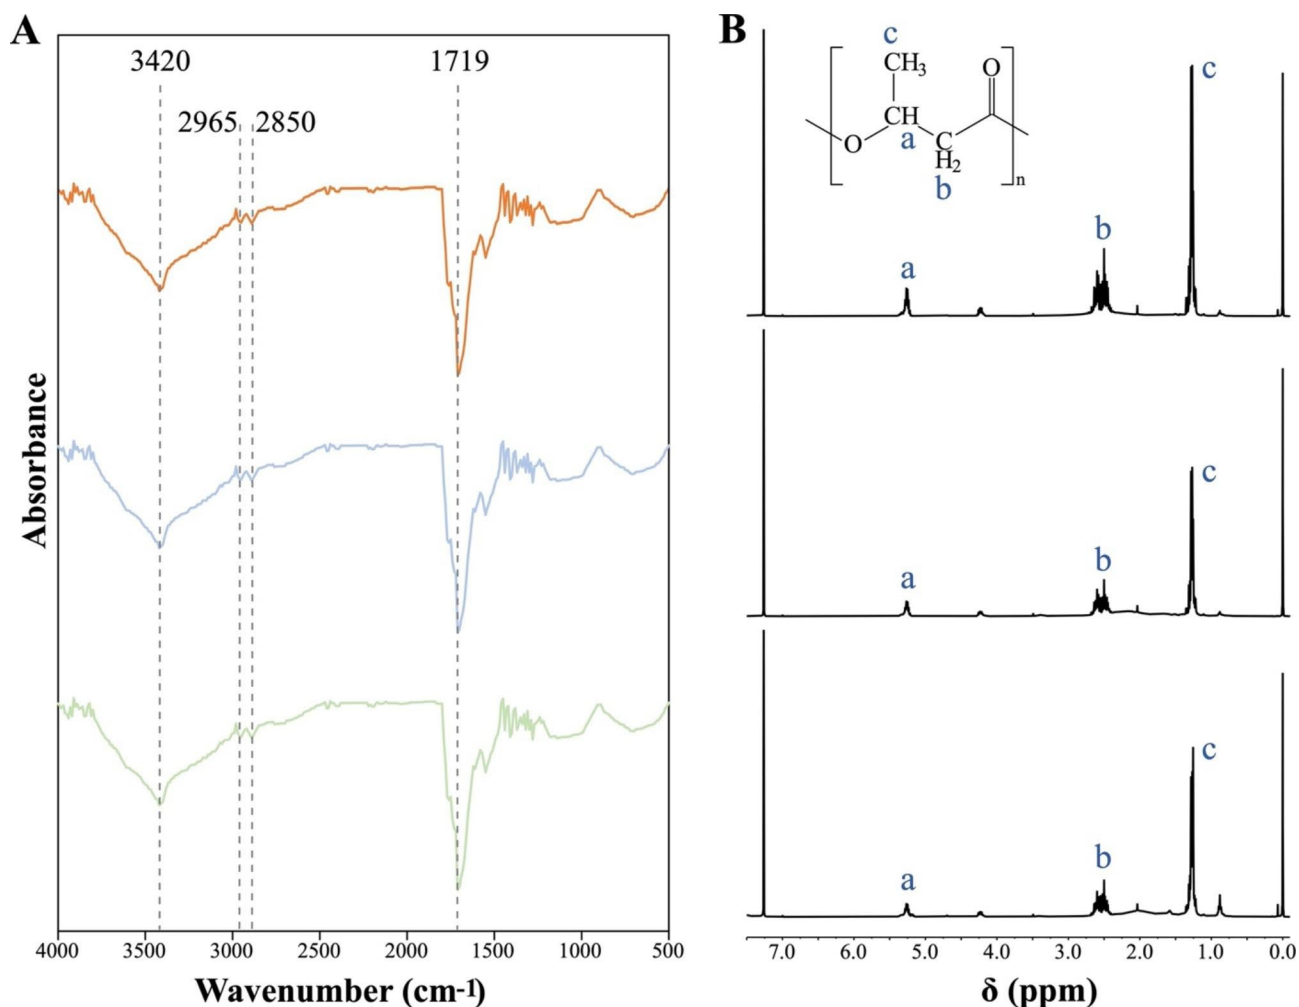 A
3420
1719
2965
2850
Absorbance
4000
3500
3000
2500
2000
1500
1000
500
Wavenumber (cm-1)
B
c
CH3
O
CH
a
O
C
H2
b
n
c
b
a
c
b
a
c
b
a
7.0
6.0
5.0
4.0
3.0
2.0
1.0
0.0
δ (ppm)